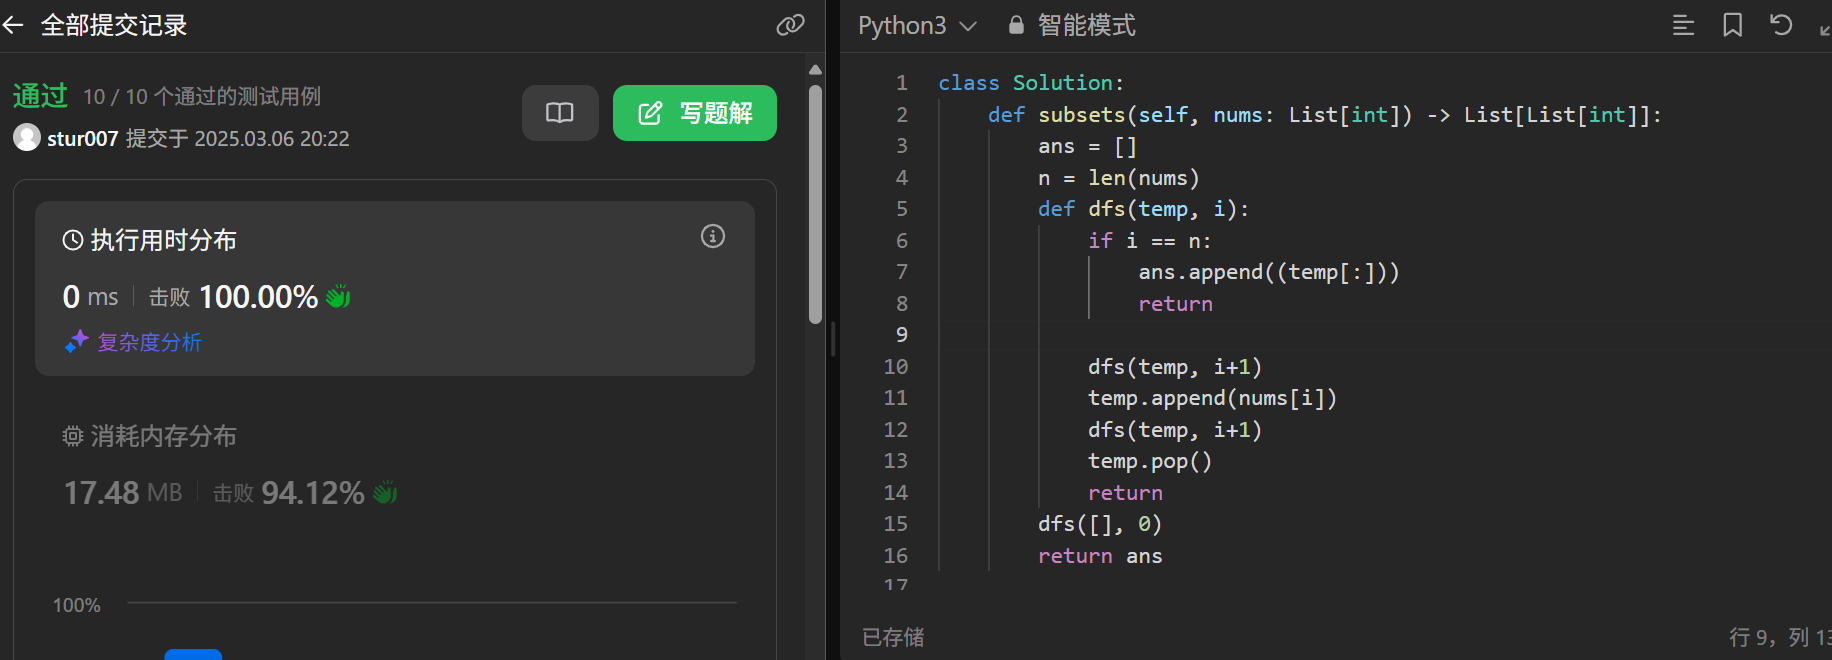 全部提交记录
通过 10 / 10 个通过的测试用例
写题解
stur007 提交于 2025.03.06 20:22
执行用时分布
0 ms 击败 100.00%
复杂度分析
消耗内存分布
17.48 MB 击败 94.12%
100%
Python3 智能模式
1 class Solution:
2     def subsets(self, nums: List[int]) -> List[List[int]]:
3         ans = []
4         n = len(nums)
5         def dfs(temp, i):
6             if i == n:
7                 ans.append((temp[:]))
8                 return
9
10             dfs(temp, i+1)
11             temp.append(nums[i])
12             dfs(temp, i+1)
13             temp.pop()
14             return
15         dfs([], 0)
16         return ans
17
已存储
行 9，列 13